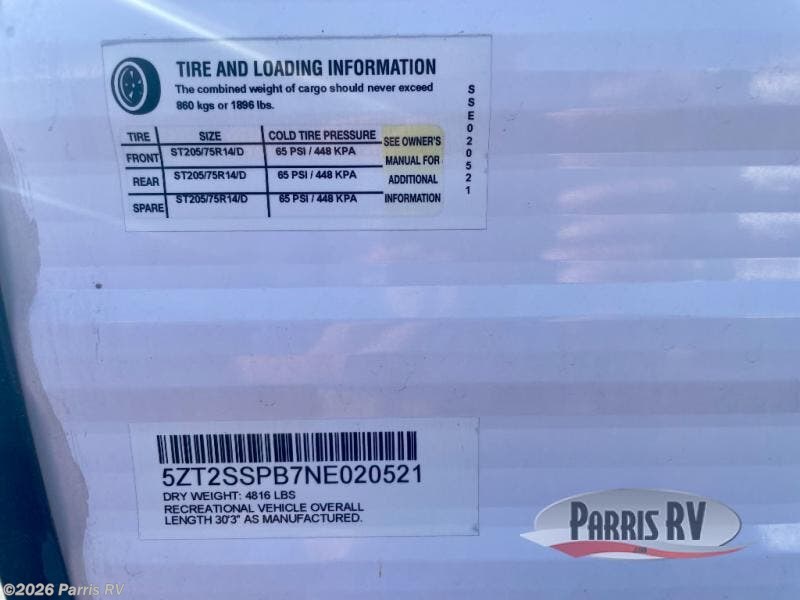 TIRE AND LOADING INFORMATION
The combined weight of cargo should never exceed
860 kgs or 1896 lbs.
TIRE SIZE COLD TIRE PRESSURE
FRONT ST205/75R14/D 65 PSI / 448 KPA
REAR ST205/75R14/D 65 PSI / 448 KPA
SPARE ST205/75R14/D 65 PSI / 448 KPA
SEE OWNER'S
MANUAL FOR
ADDITIONAL
INFORMATION
SSE020521
5ZT2SSPB7NE020521
DRY WEIGHT: 4816 LBS
RECREATIONAL VEHICLE OVERALL
LENGTH 30'3" AS MANUFACTURED.
PARRIS RV
.com
©2026 Parris RV